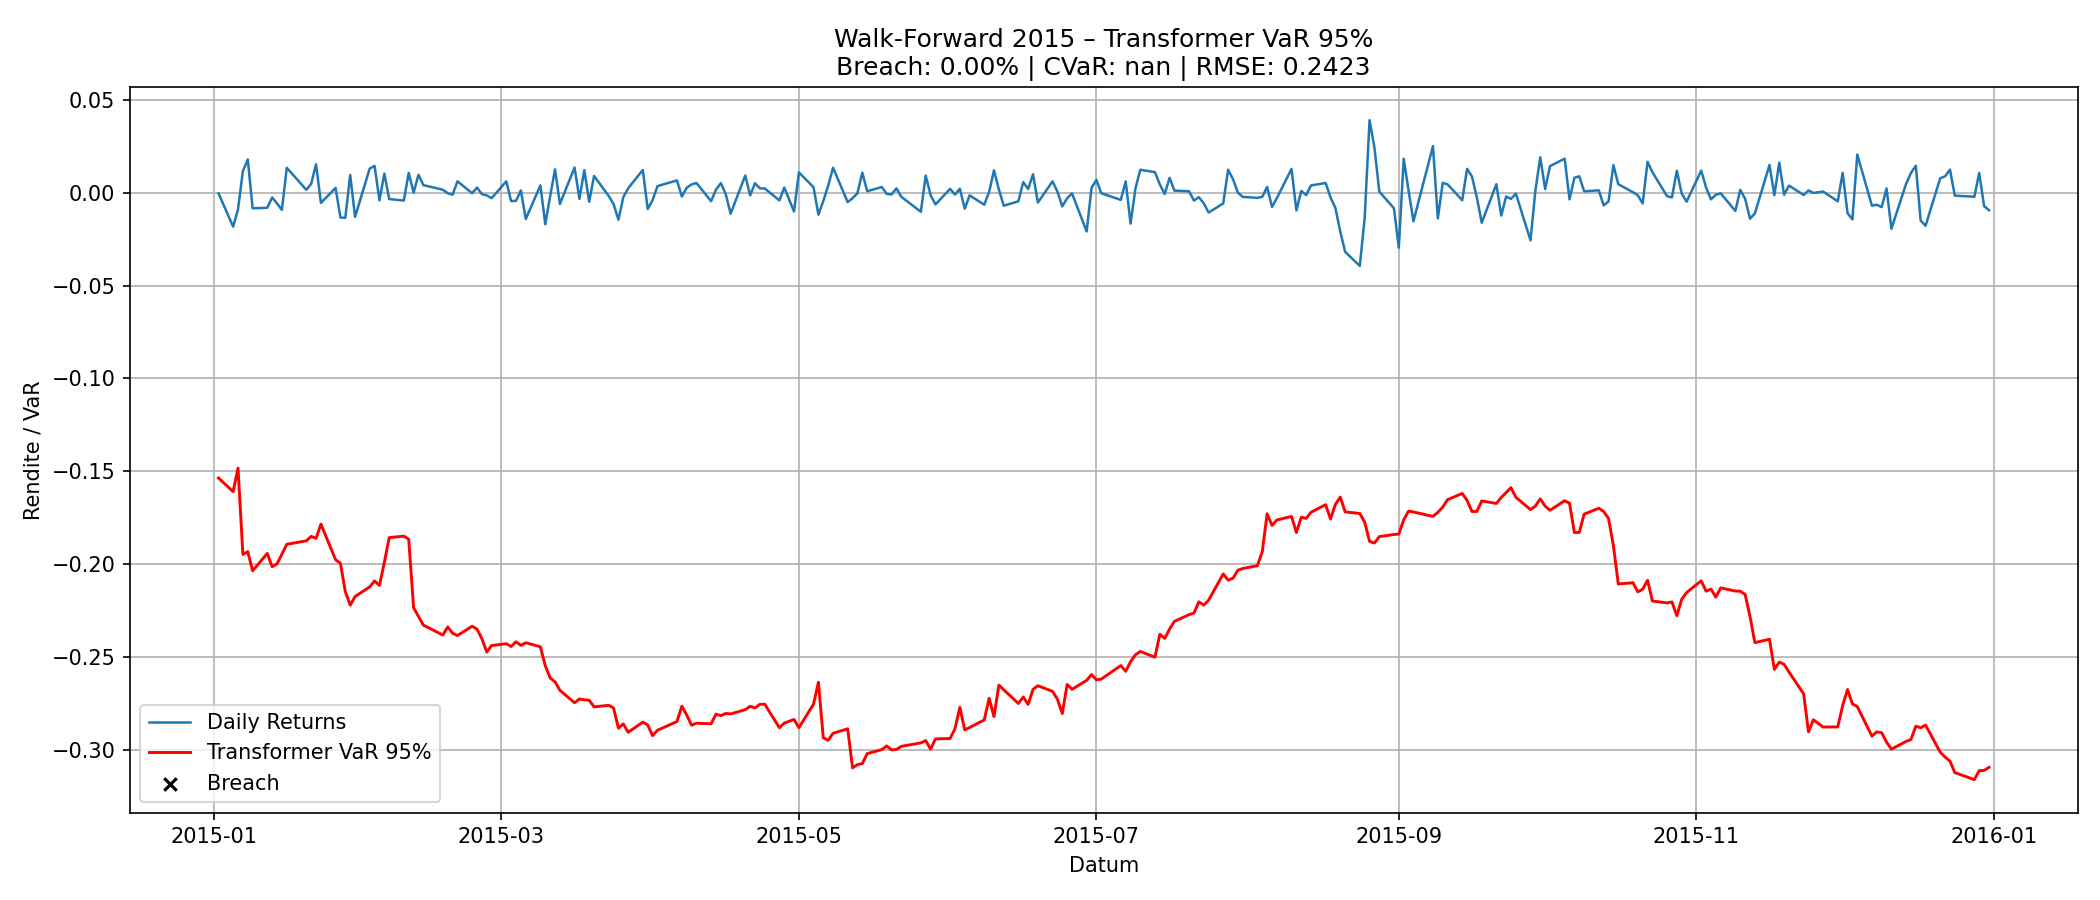 Walk-Forward 2015 – Transformer VaR 95%
Breach: 0.00% | CVaR: nan | RMSE: 0.2423
0.05
0.00
−0.05
−0.10
−0.15
−0.20
−0.25
−0.30
Rendite / VaR
Daily Returns
Transformer VaR 95%
Breach
2015-01
2015-03
2015-05
2015-07
2015-09
2015-11
2016-01
Datum